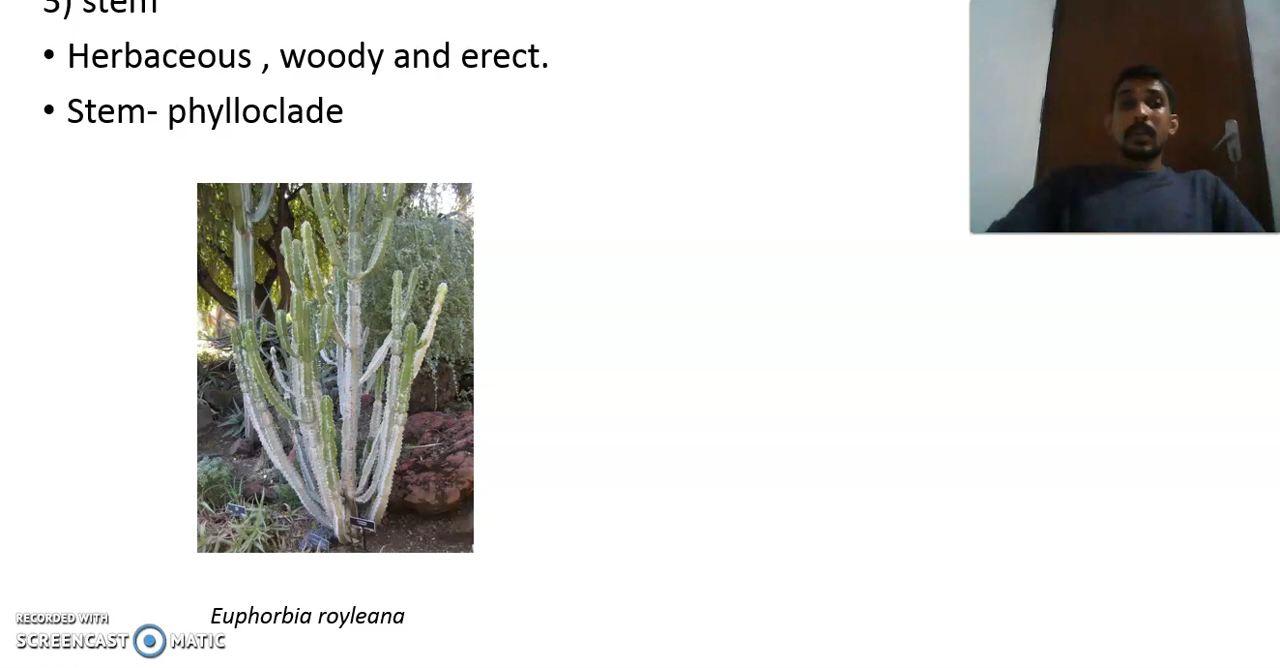 3) stem
• Herbaceous , woody and erect.
• Stem- phylloclade
Euphorbia royleana
RECORDED WITH
SCREENCAST MATIC